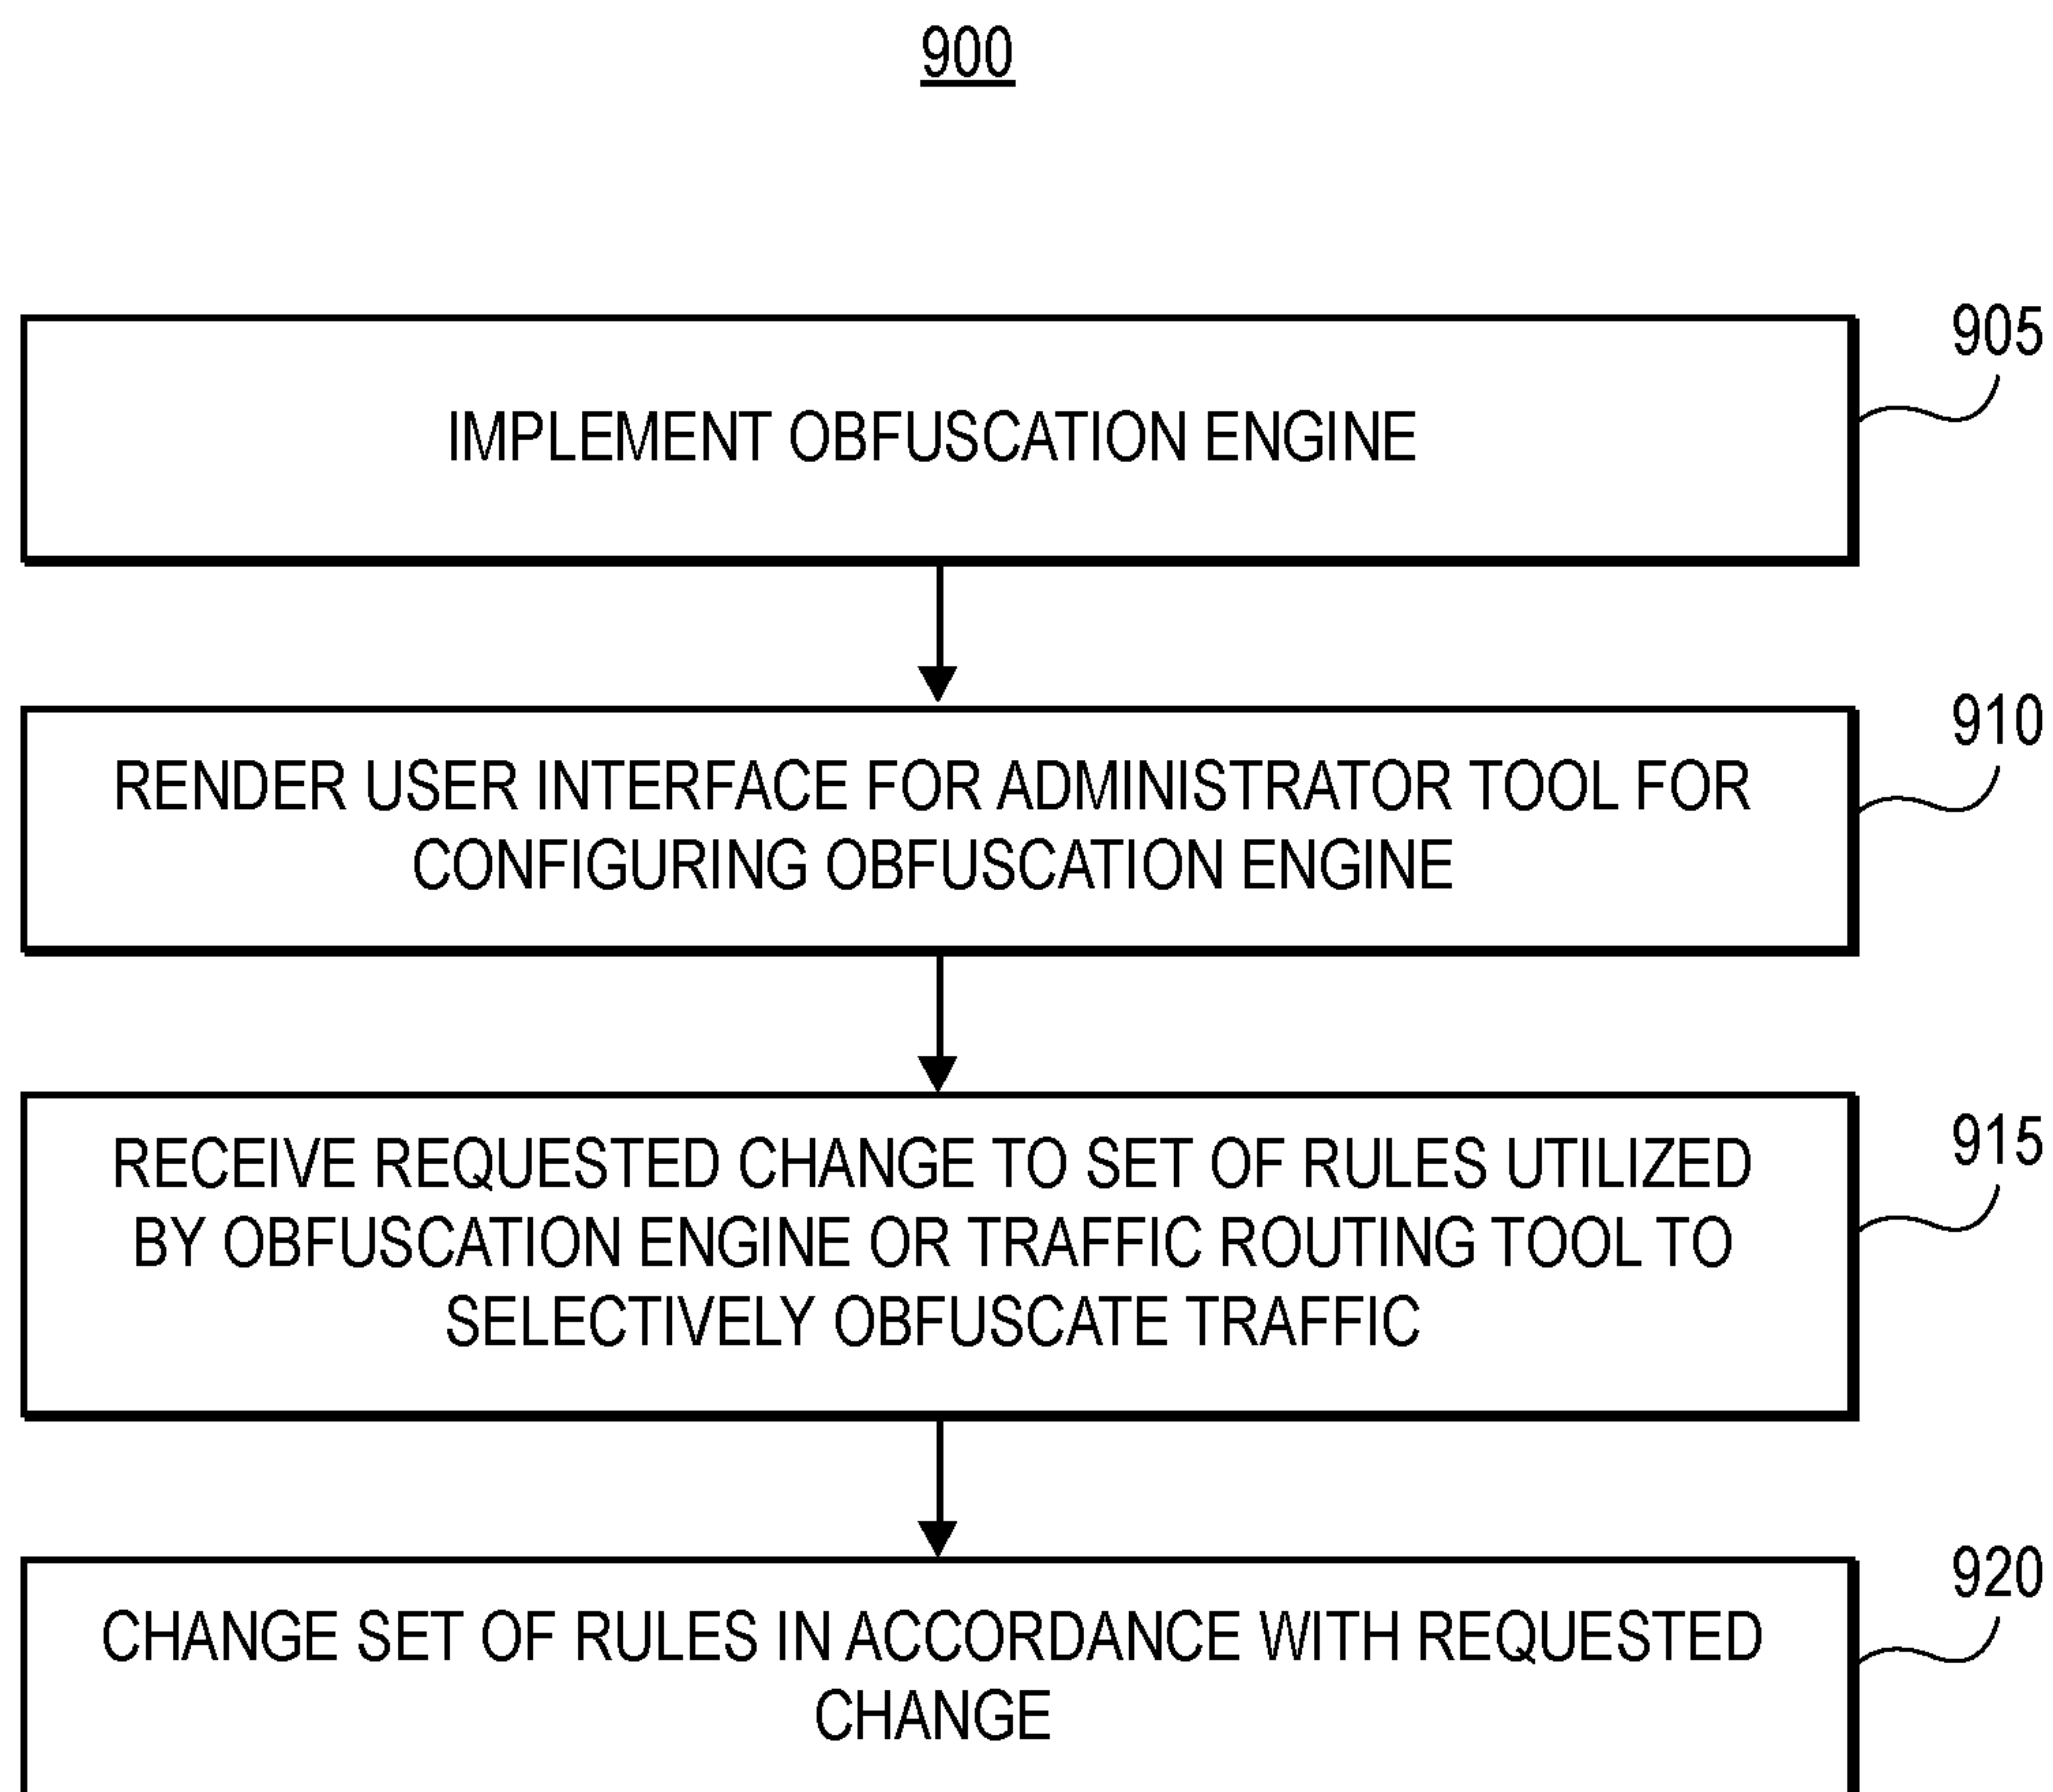 900
905
IMPLEMENT OBFUSCATION ENGINE
910
RENDER USER INTERFACE FOR ADMINISTRATOR TOOL FOR
CONFIGURING OBFUSCATION ENGINE
915
RECEIVE REQUESTED CHANGE TO SET OF RULES UTILIZED
BY OBFUSCATION ENGINE OR TRAFFIC ROUTING TOOL TO
SELECTIVELY OBFUSCATE TRAFFIC
920
CHANGE SET OF RULES IN ACCORDANCE WITH REQUESTED
CHANGE